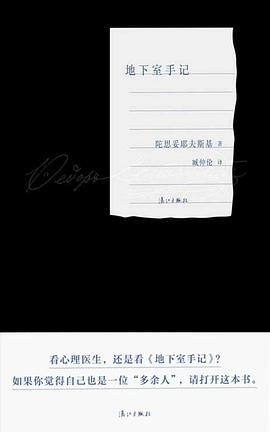 地下室手记
陀思妥耶夫斯基 著
臧仲伦 译
漓江出版社
看心理医生，还是看《地下室手记》？
如果你觉得自己也是一位“多余人”，请打开这本书。
漓江出版社